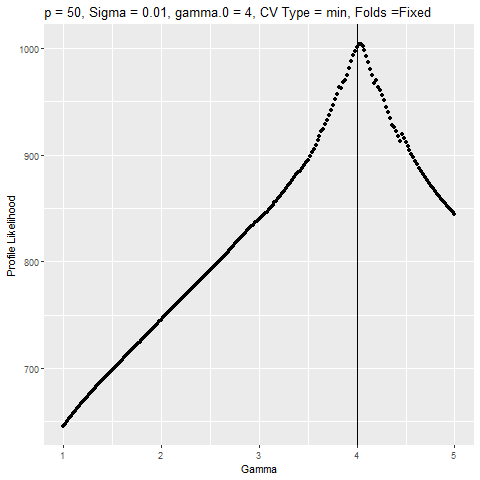 p = 50, Sigma = 0.01, gamma.0 = 4, CV Type = min, Folds =Fixed
1000
900
800
700
Profile Likelihood
1 2 3 4 5
Gamma